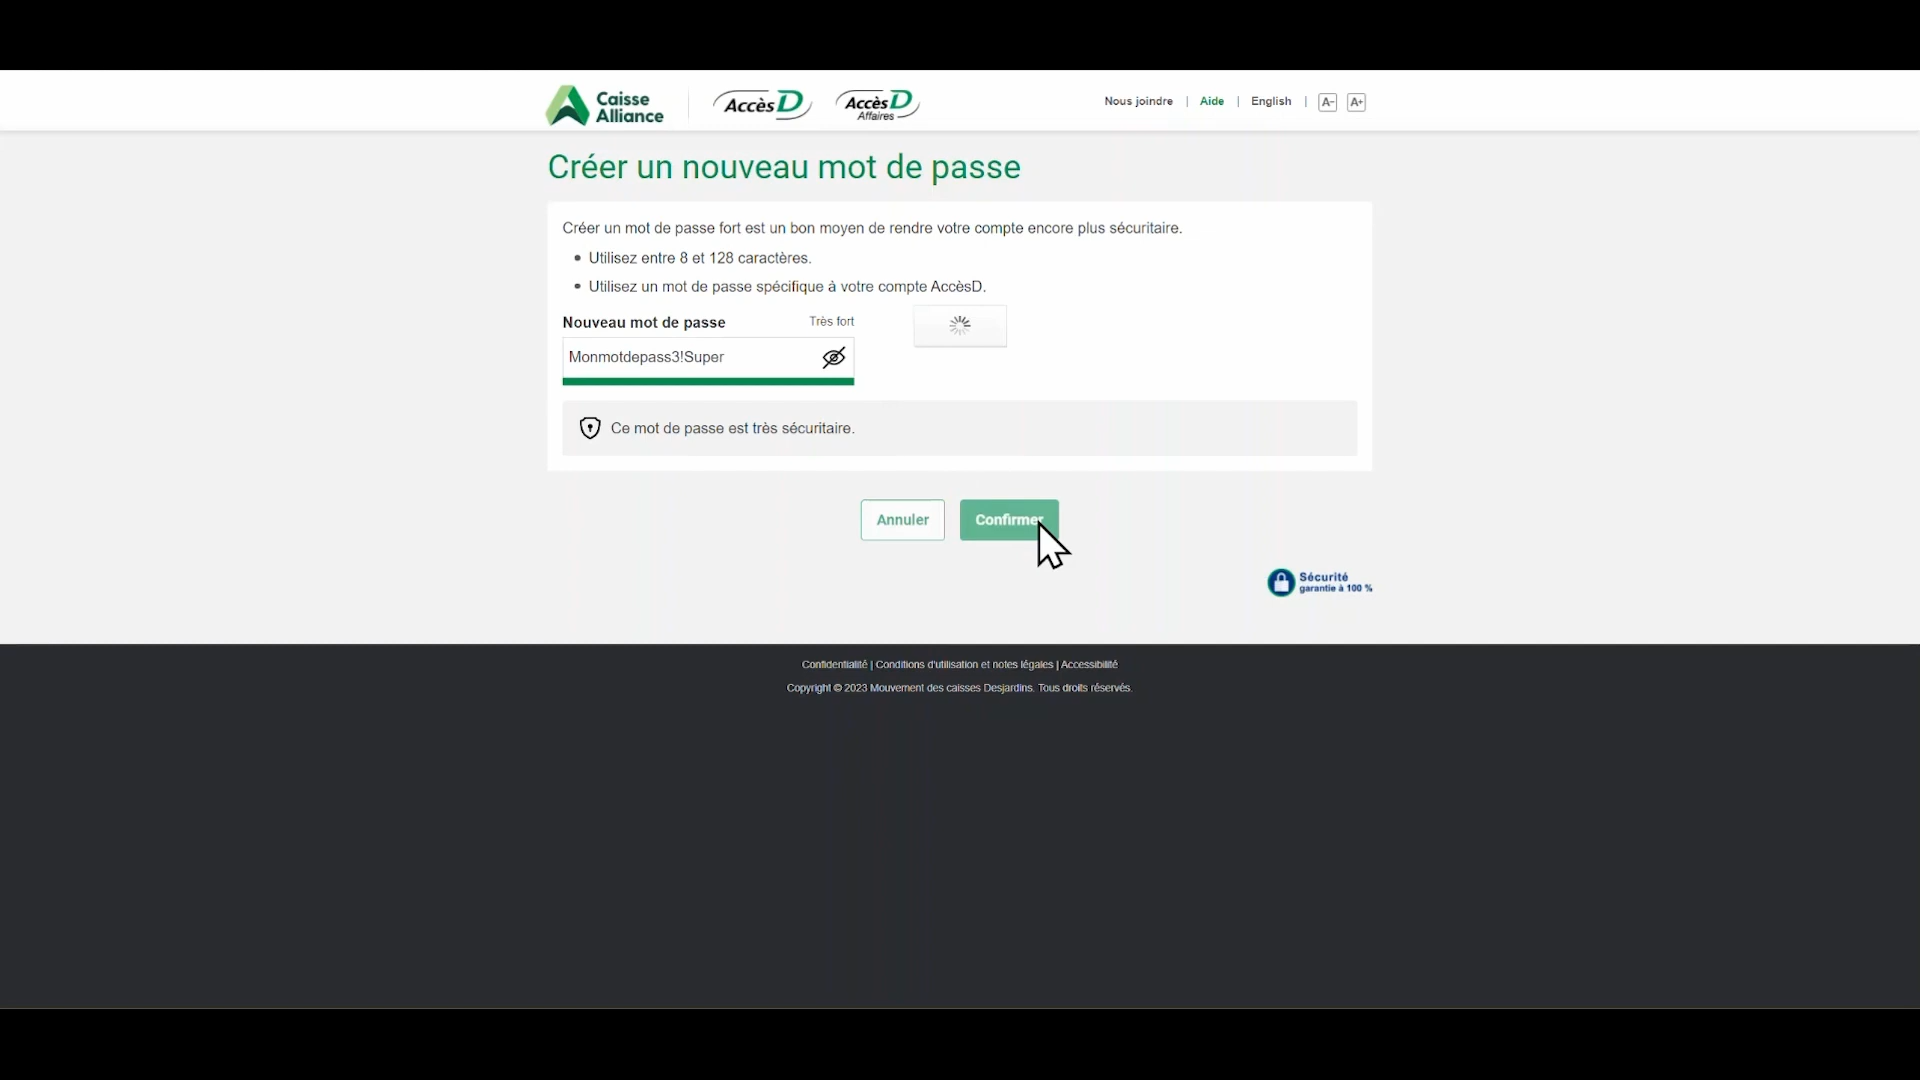 Caisse
Alliance
AccèsD
AccèsD
Affaires
Nous joindre | Aide | English | A- A+
Créer un nouveau mot de passe
Créer un mot de passe fort est un bon moyen de rendre votre compte encore plus sécuritaire.
• Utilisez entre 8 et 128 caractères.
• Utilisez un mot de passe spécifique à votre compte AccèsD.
Nouveau mot de passe Très fort
Monmotdepass3!Super
Ce mot de passe est très sécuritaire.
Annuler Confirmer
Sécurité
garantie à 100 %
Confidentialité | Conditions d'utilisation et notes légales | Accessibilité
Copyright © 2023 Mouvement des caisses Desjardins. Tous droits réservés.